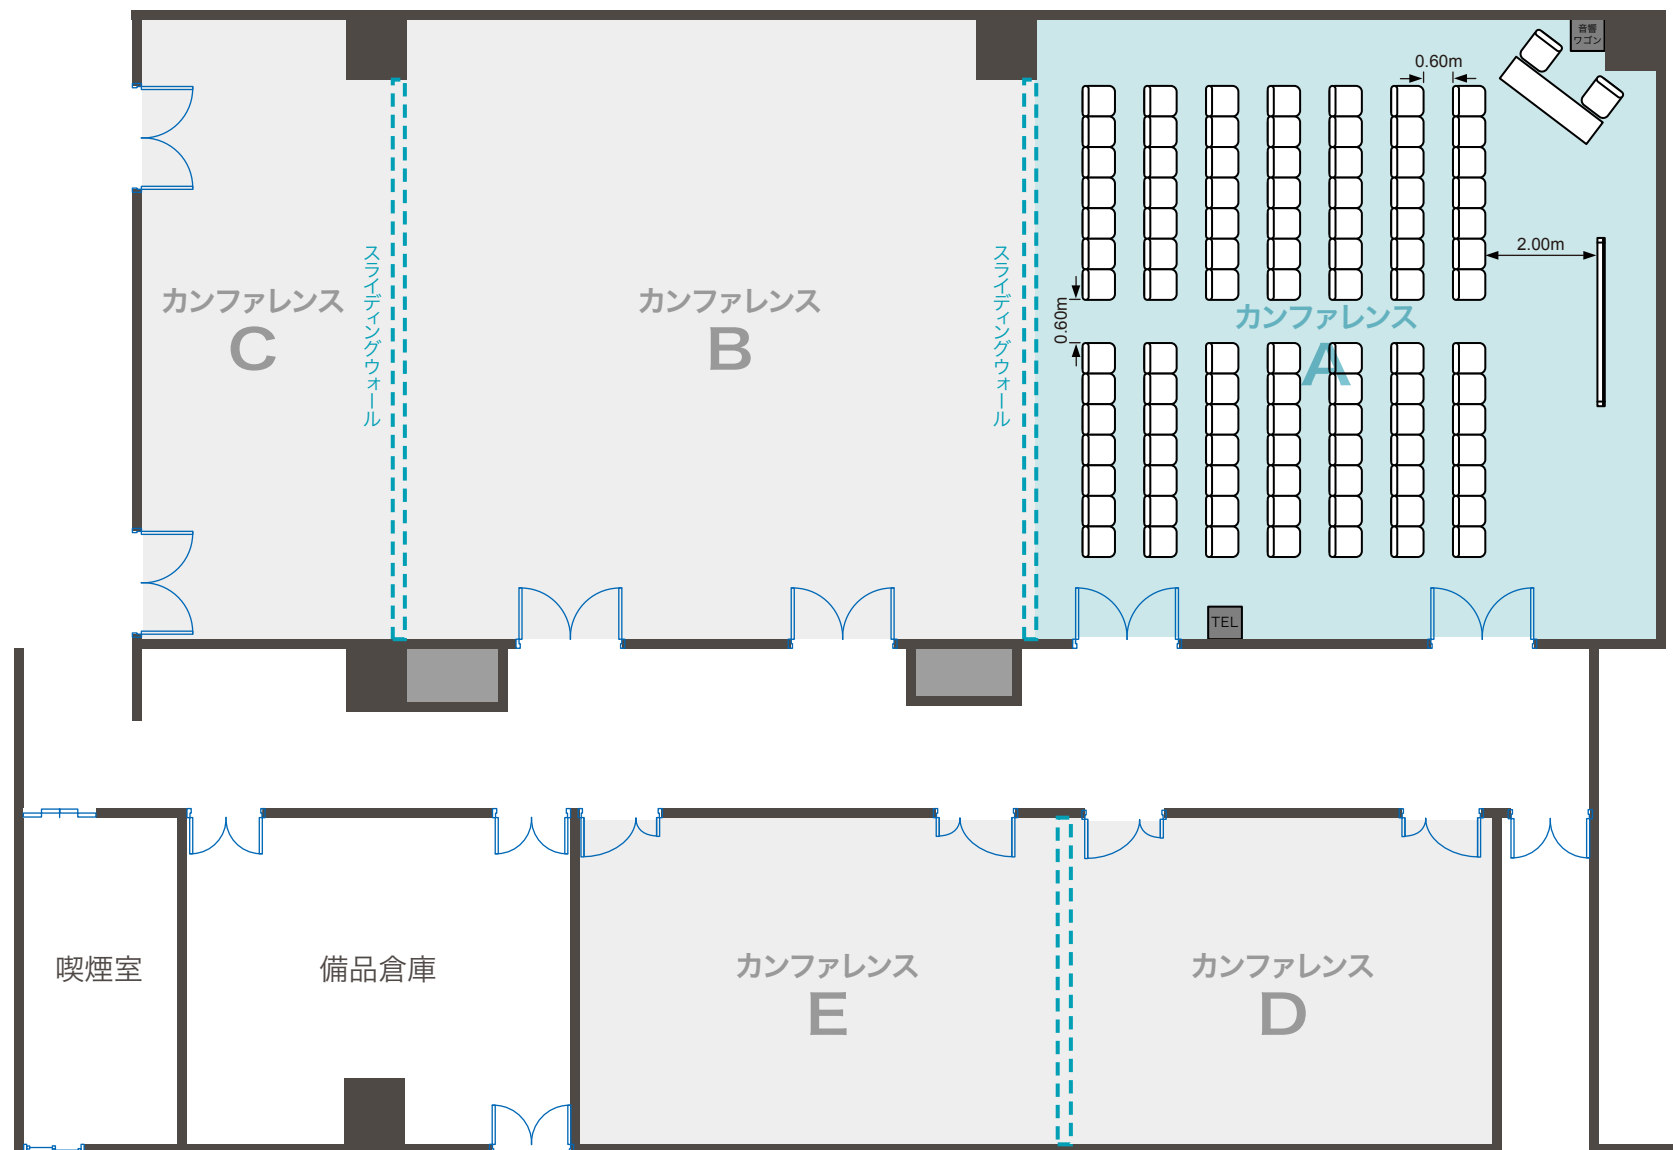 音響
ワゴン
0.60m
2.00m
0.60m
カンファレンス
A
カンファレンス
B
カンファレンス
C
スライディングウォール
スライディングウォール
TEL
喫煙室
備品倉庫
カンファレンス
E
カンファレンス
D